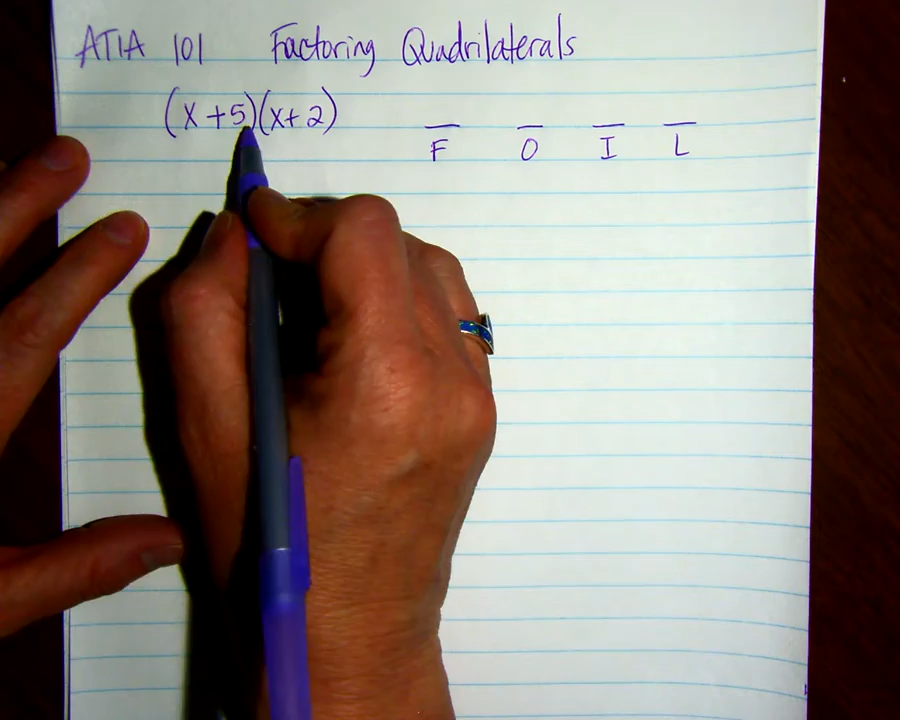 ATIA 101 Factoring Quadrilaterals
(x + 5)(x + 2)
F O I L